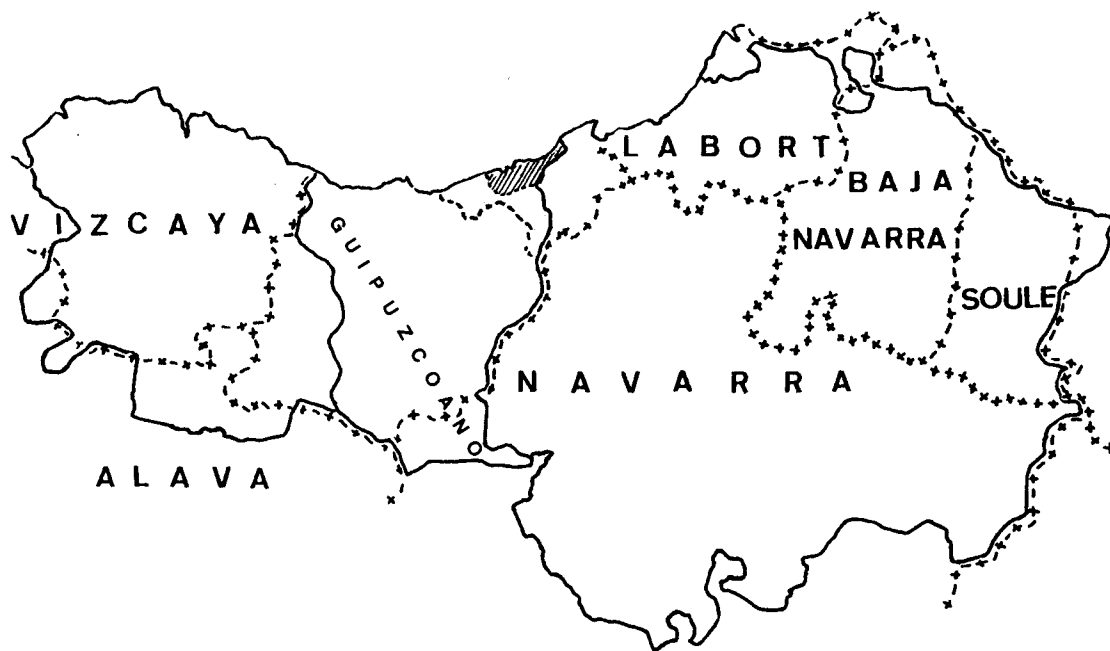 LABORT
BAJA
NAVARRA
VIZCAYA
GUIPUZCOANO
SOULE
NAVARRA
ALAVA